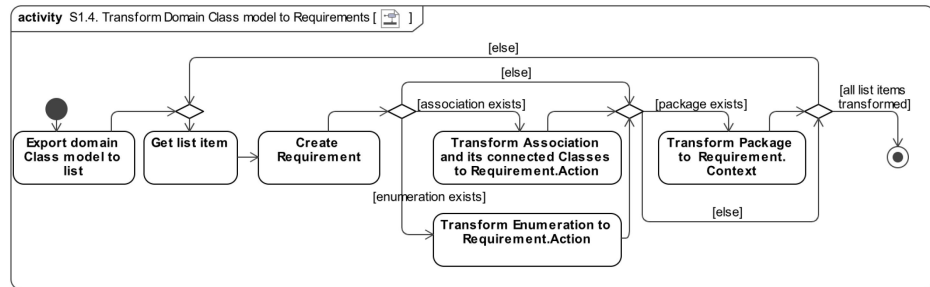 activity S1.4. Transform Domain Class model to Requirements [ ]
[else]
[else]
[all list items
transformed]
[association exists]
[package exists]
Export domain
Class model to
list
Get list item
Create
Requirement
Transform Association
and its connected Classes
to Requirement.Action
Transform Package
to Requirement.
Context
[enumeration exists]
[else]
Transform Enumeration to
Requirement.Action